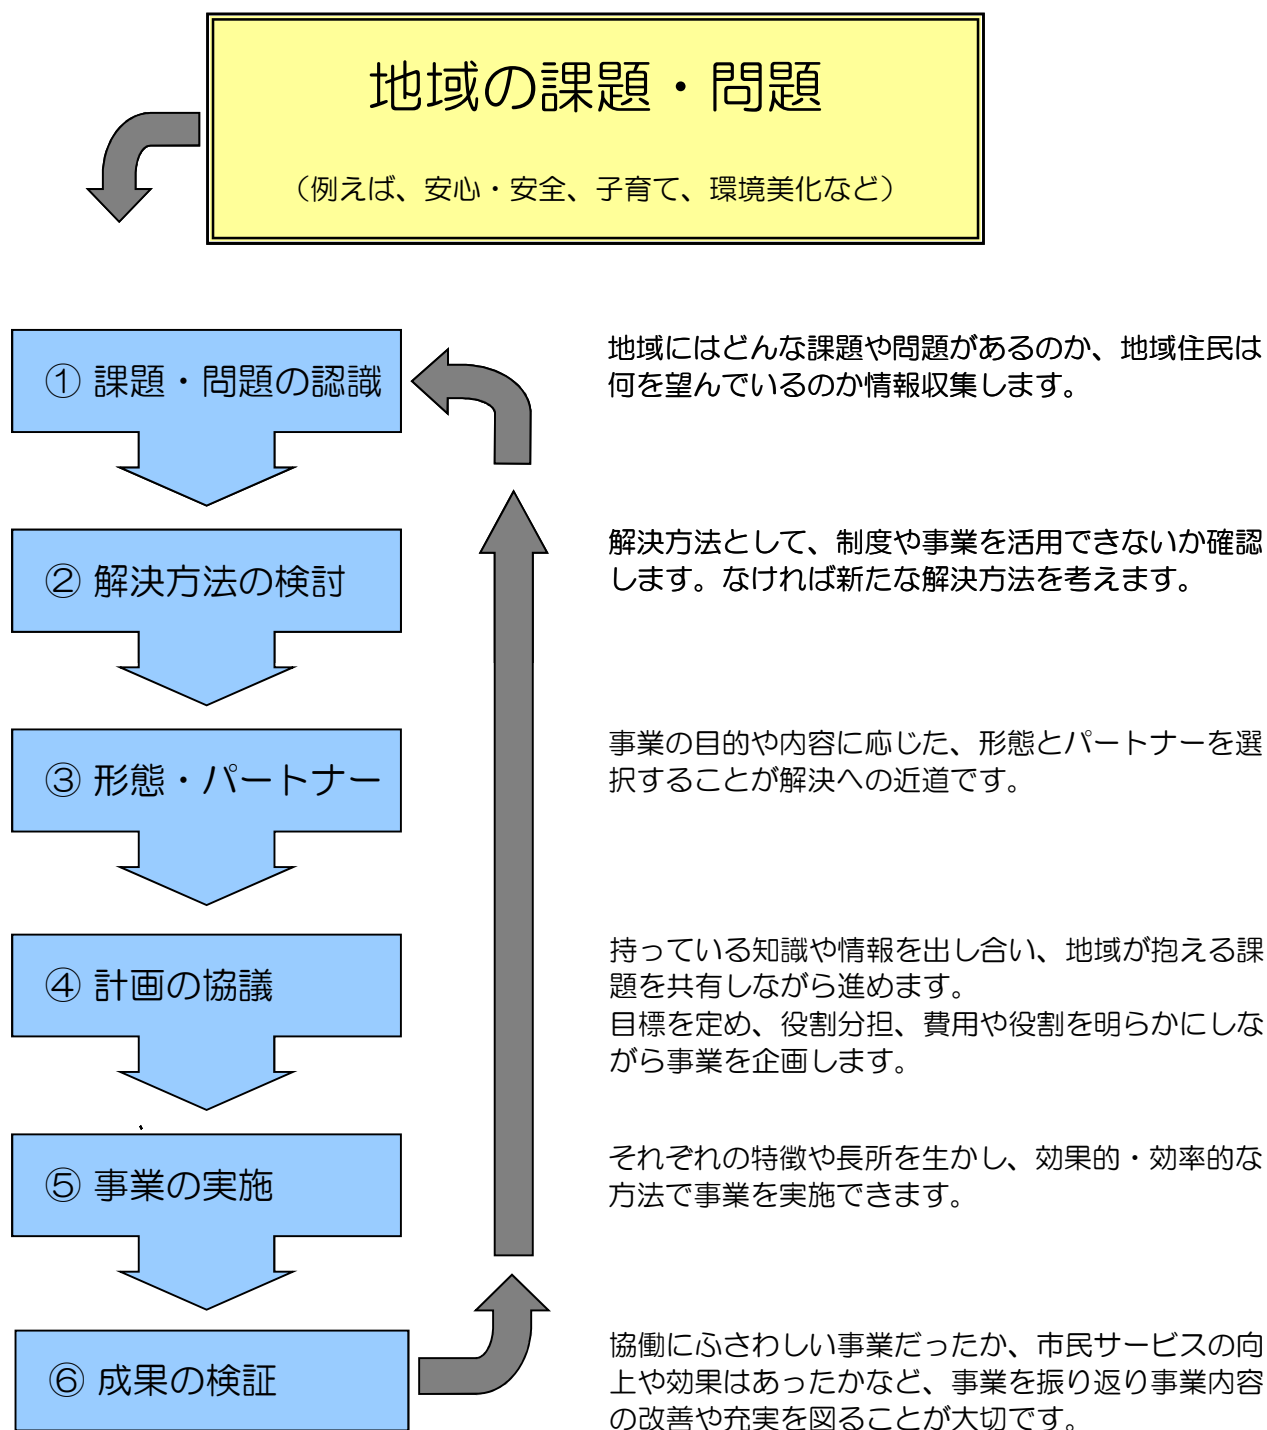 地域の課題・問題
（例えば、安心・安全、子育て、環境美化など）
① 課題・問題の認識
地域にはどんな課題や問題があるのか、地域住民は
何を望んでいるのか情報収集します。
② 解決方法の検討
解決方法として、制度や事業を活用できないか確認
します。なければ新たな解決方法を考えます。
③ 形態・パートナー
事業の目的や内容に応じた、形態とパートナーを選
択することが解決への近道です。
④ 計画の協議
持っている知識や情報を出し合い、地域が抱える課
題を共有しながら進めます。
目標を定め、役割分担、費用や役割を明らかにしな
がら事業を企画します。
⑤ 事業の実施
それぞれの特徴や長所を生かし、効果的・効率的な
方法で事業を実施できます。
⑥ 成果の検証
協働にふさわしい事業だったか、市民サービスの向
上や効果はあったかなど、事業を振り返り事業内容
の改善や充実を図ることが大切です。